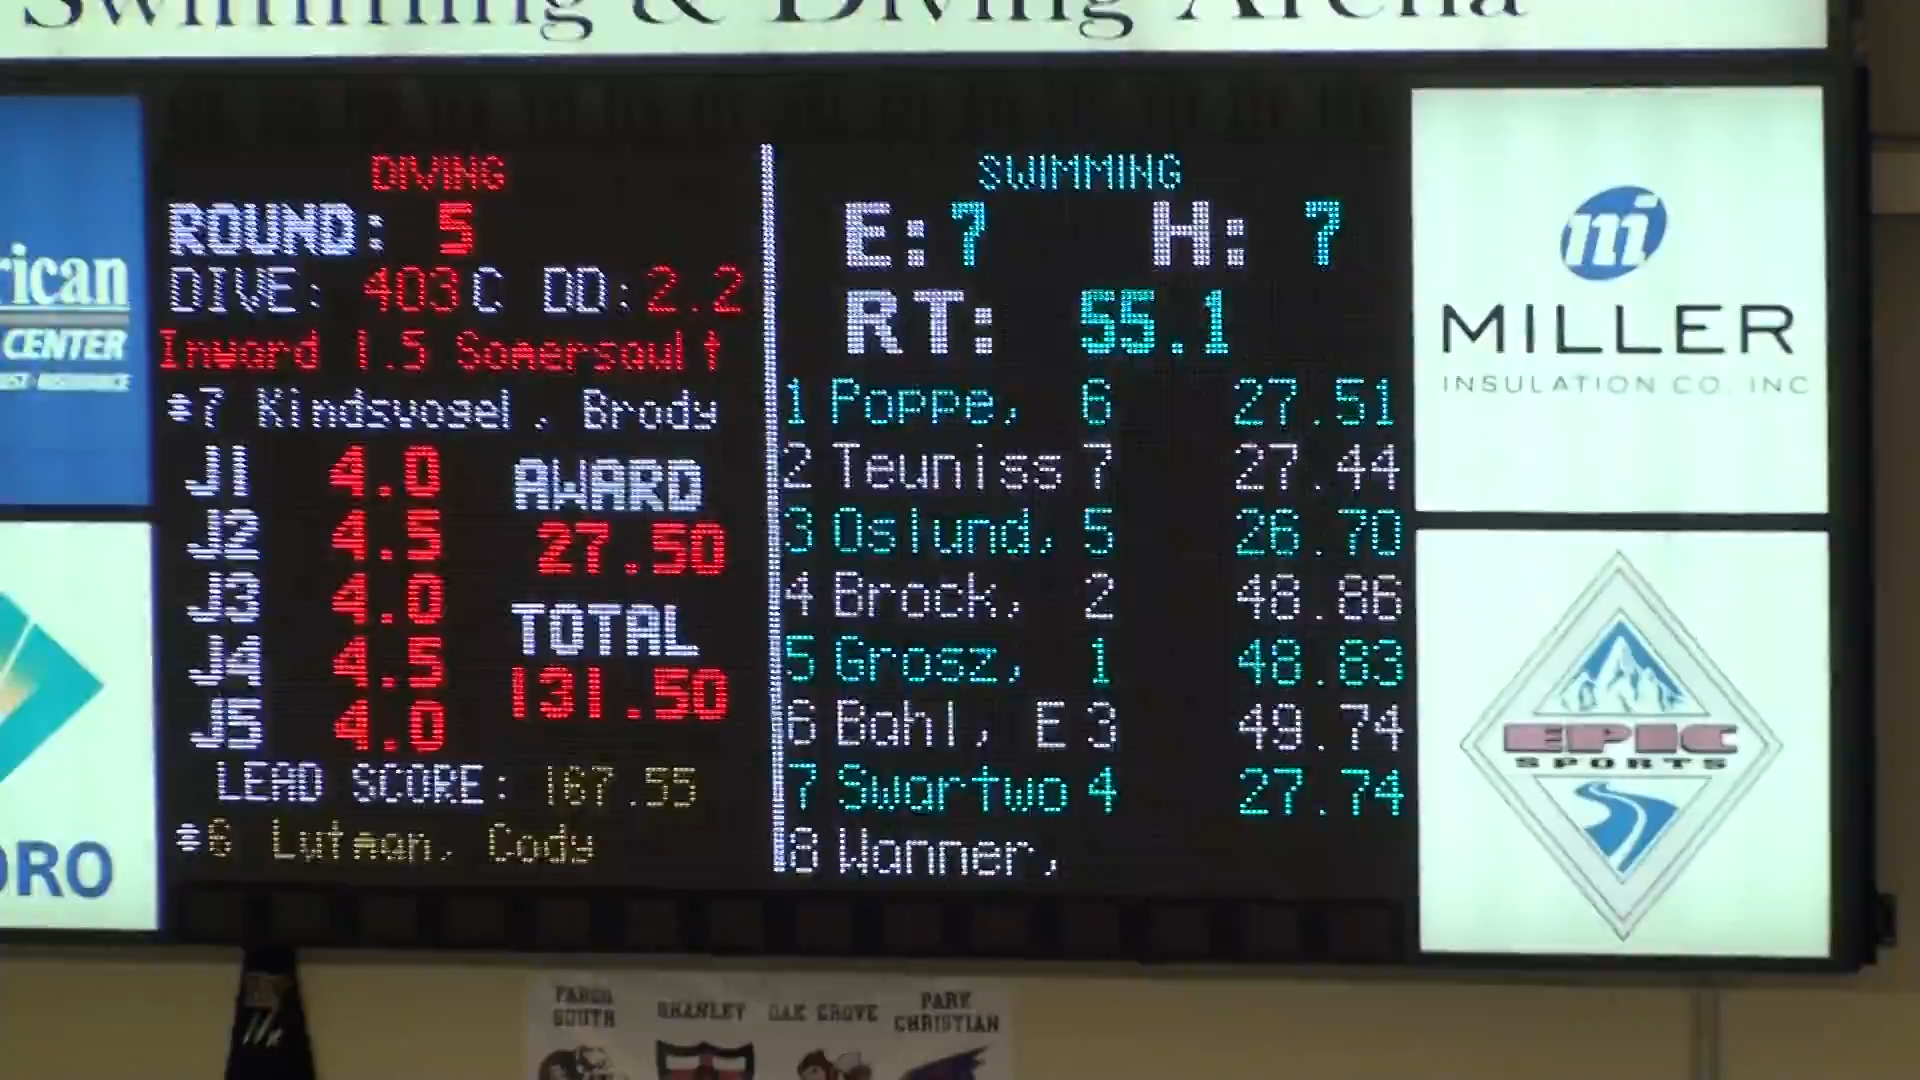 Swimming & Diving Arena
rican
CENTER
ORO
DIVING
ROUND: 5
DIVE: 403C DD:2.2
Inward 1.5 Somersault
#7 Kindsvogel, Brody
J1 4.0
J2 4.5
J3 4.0
J4 4.5
J5 4.0
AWARD
27.50
TOTAL
131.50
LEAD SCORE: 167.55
#6 Lutman, Cody
SWIMMING
E:7 H: 7
RT: 55.1
1 Poppe, 6 27.51
2 Teuniss 7 27.44
3 Oslund, 5 26.70
4 Brock, 2 48.86
5 Grosz, 1 48.83
6 Bahl, E 3 49.74
7 Swartwo 4 27.74
8 Wanner,
m
MILLER
INSULATION CO. INC
EPIC
SPORTS
FARGO
SOUTH
SHANLEY
OAK GROVE
PARK
CHRISTIAN